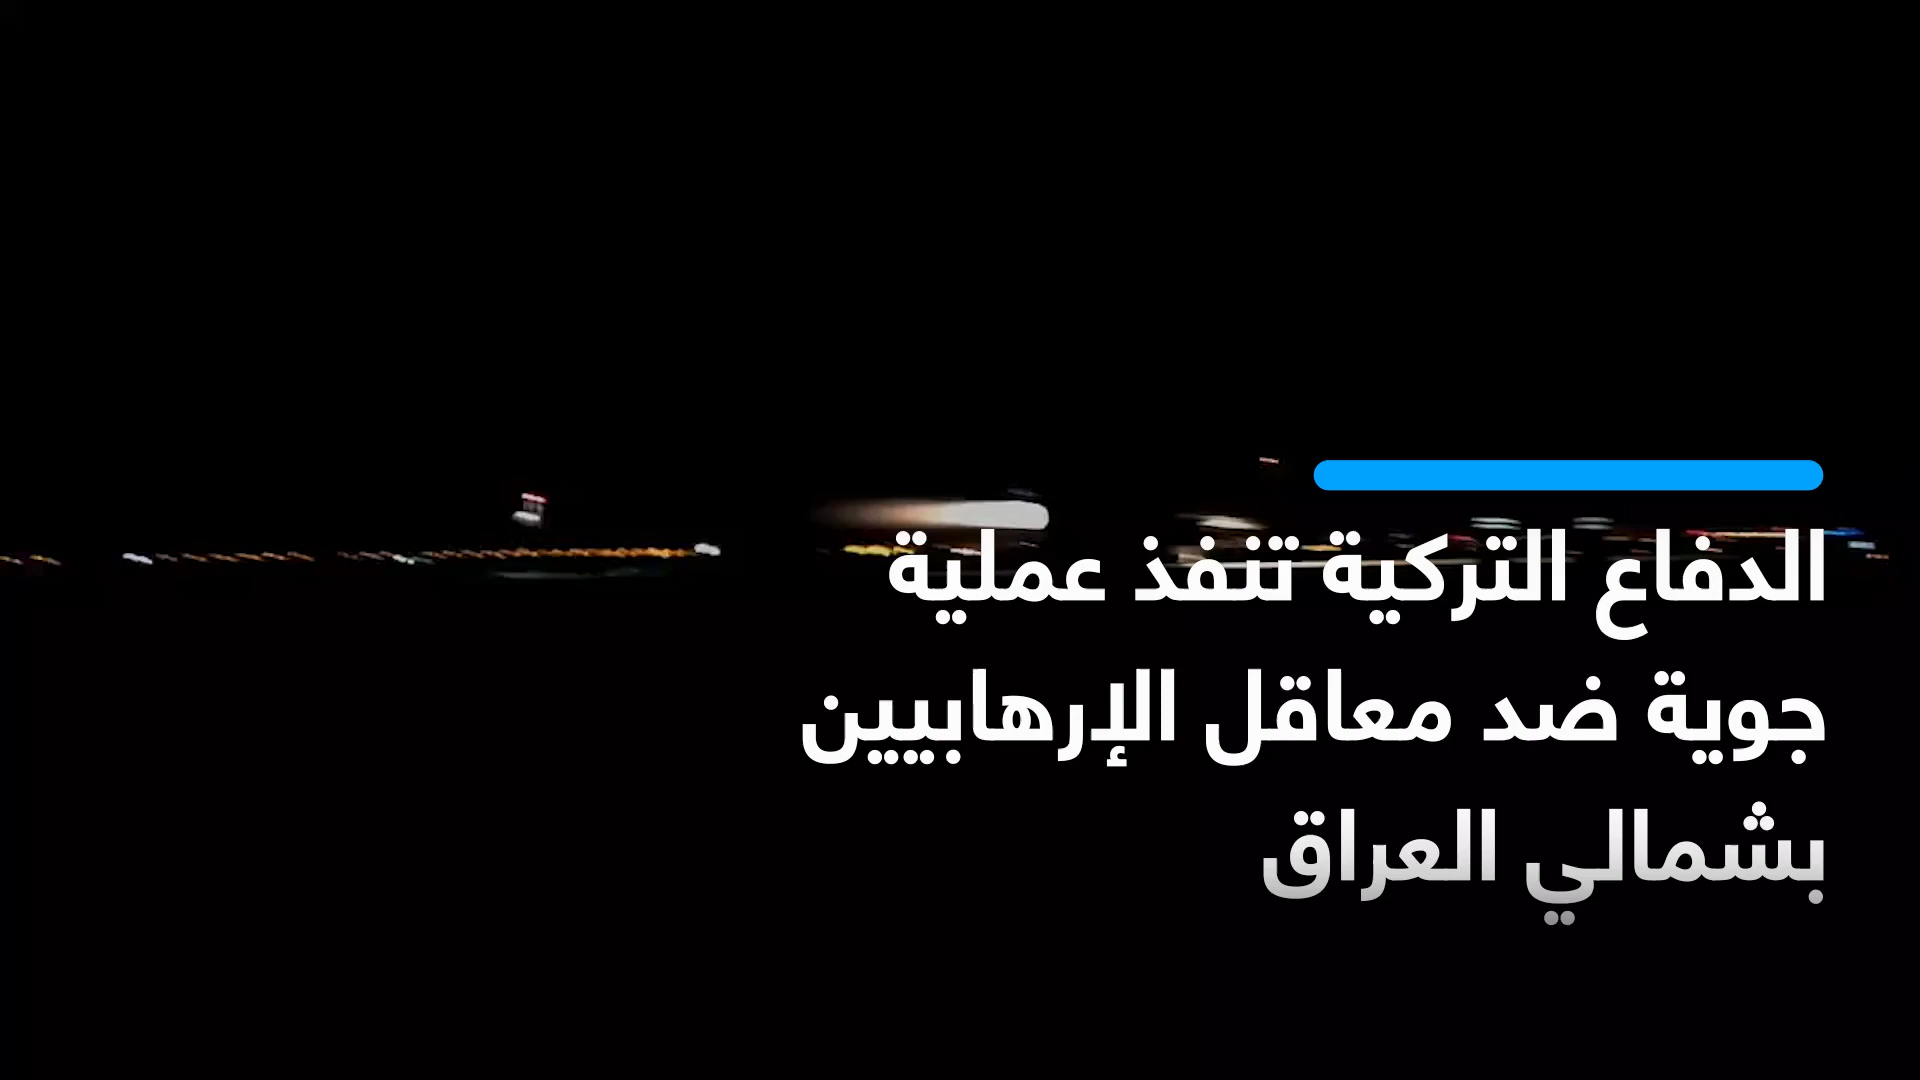 الدفاع التركية تنفذ عملية
جوية ضد معاقل الإرهابيين
بشمالي العراق